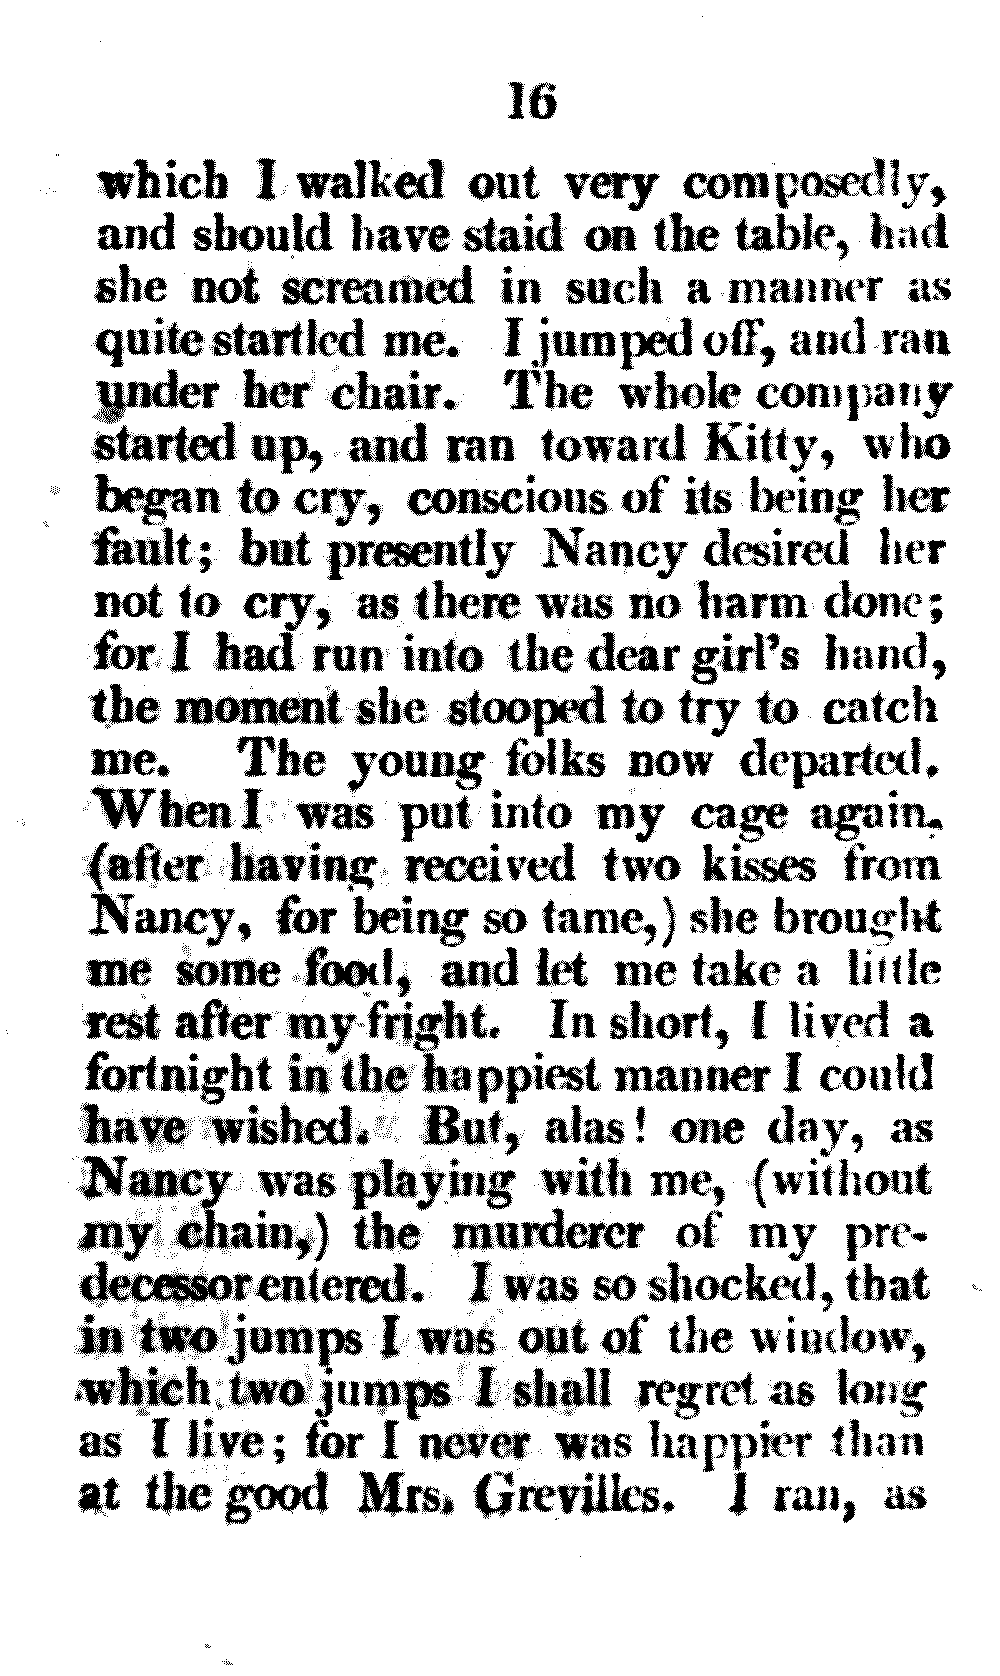 16
which I walked out very composedly,
and should have staid on the table, had
she not screamed in such a manner as
quite startled me. I jumped off, and ran
under her chair. The whole company
started up, and ran toward Kitty, who
began to cry, conscious of its being her
fault; but presently Nancy desired her
not to cry, as there was no harm done;
for I had run into the dear girl's hand,
the moment she stooped to try to catch
me. The young folks now departed.
When I was put into my cage again,
(after having received two kisses from
Nancy, for being so tame,) she brought
me some food, and let me take a little
rest after my fright. In short, I lived a
fortnight in the happiest manner I could
have wished. But, alas! one day, as
Nancy was playing with me, (without
my chain,) the murderer of my pre-
decessor entered. I was so shocked, that
in two jumps I was out of the window,
which two jumps I shall regret as long
as I live; for I never was happier than
at the good Mrs. Grevilles. I ran, as